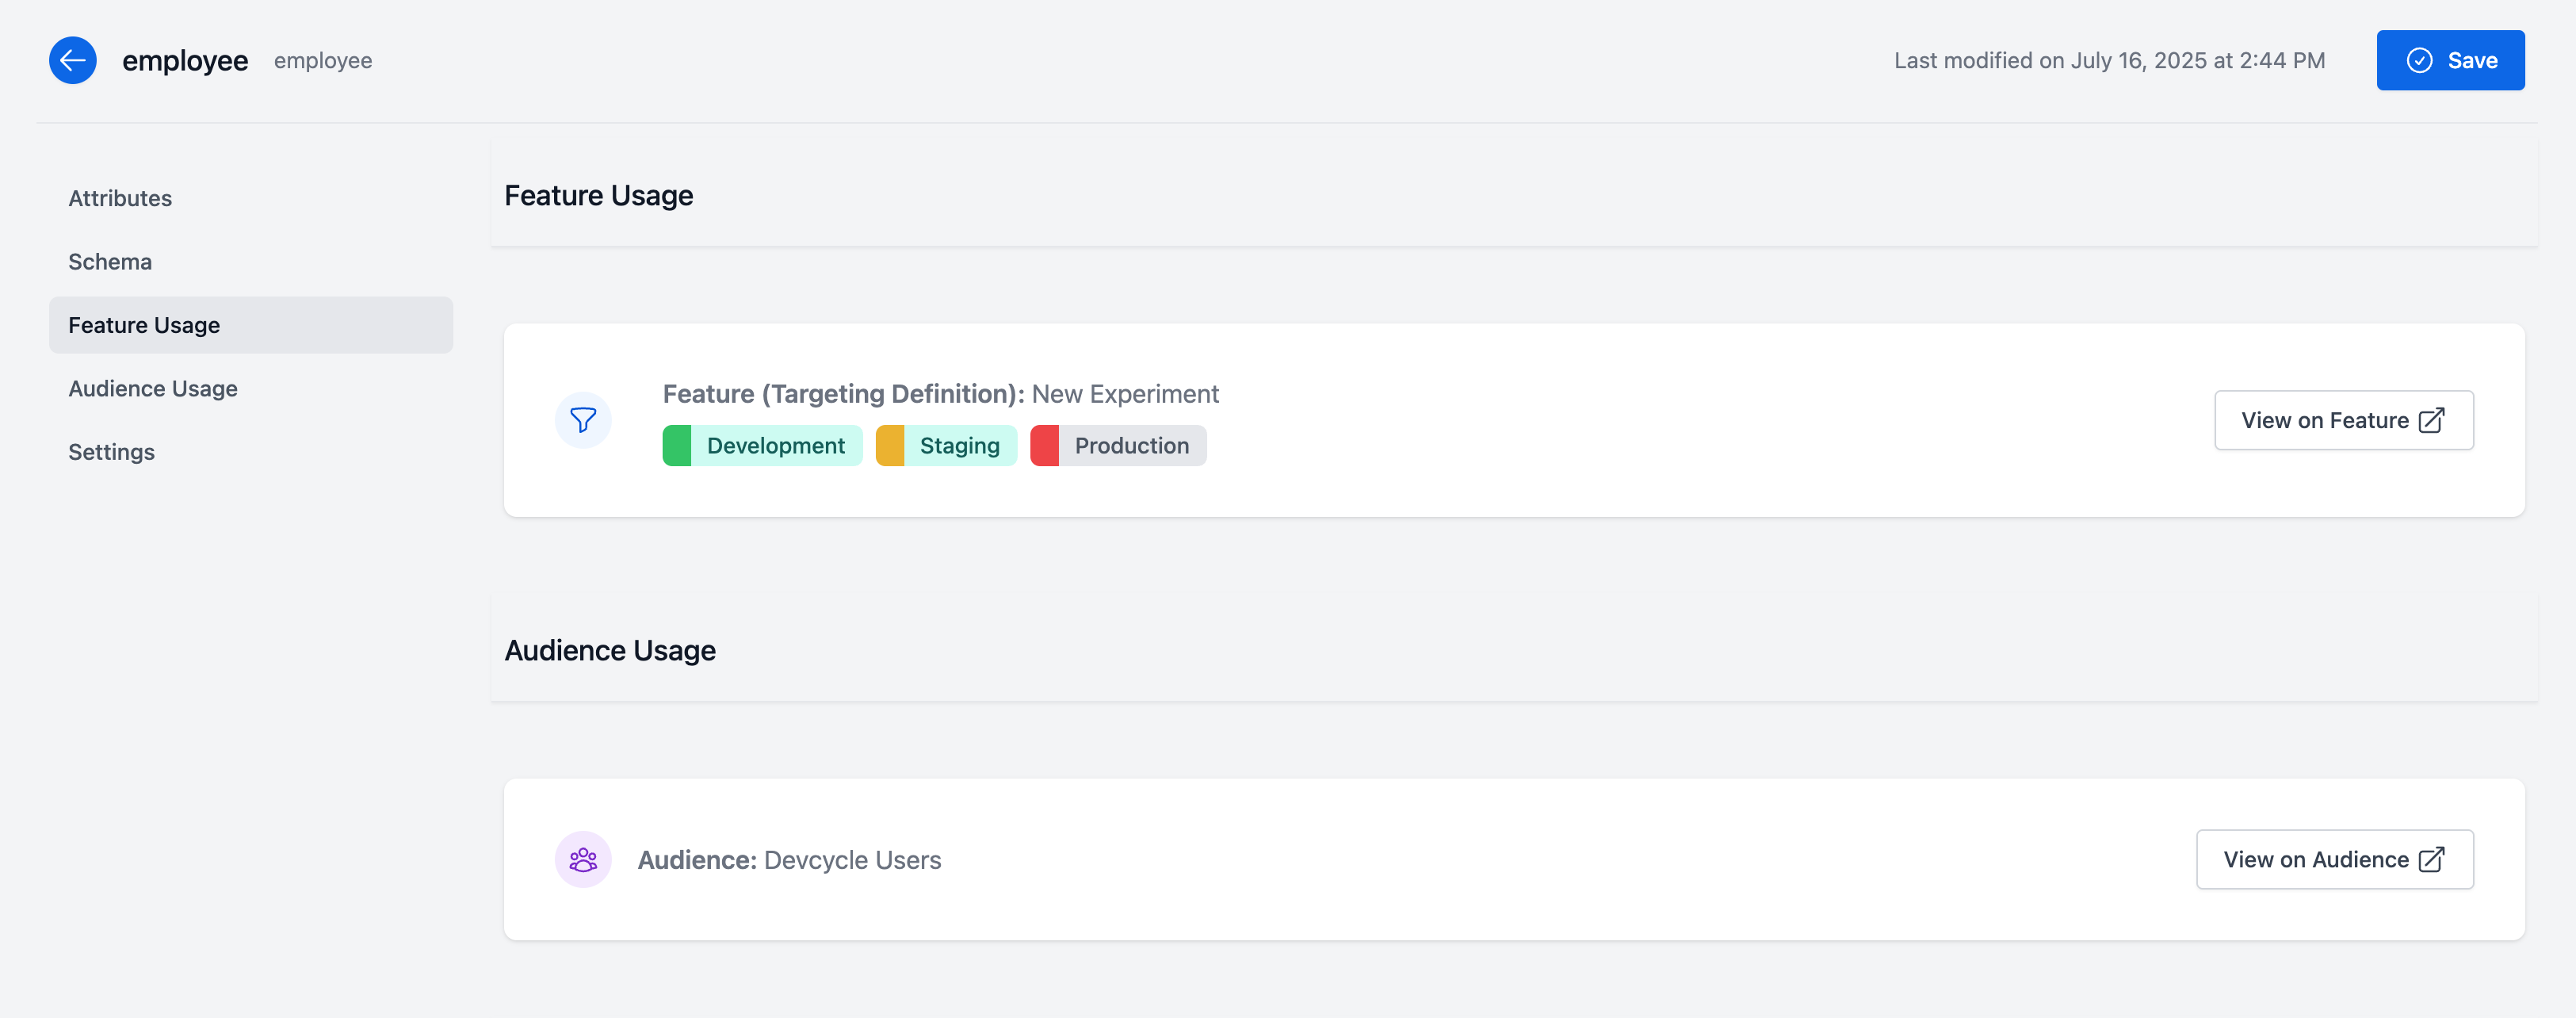 employee employee
Last modified on July 16, 2025 at 2:44 PM
Save
Attributes
Schema
Feature Usage
Audience Usage
Settings
Feature Usage
Feature (Targeting Definition): New Experiment
Development Staging Production
View on Feature
Audience Usage
Audience: Devcycle Users
View on Audience